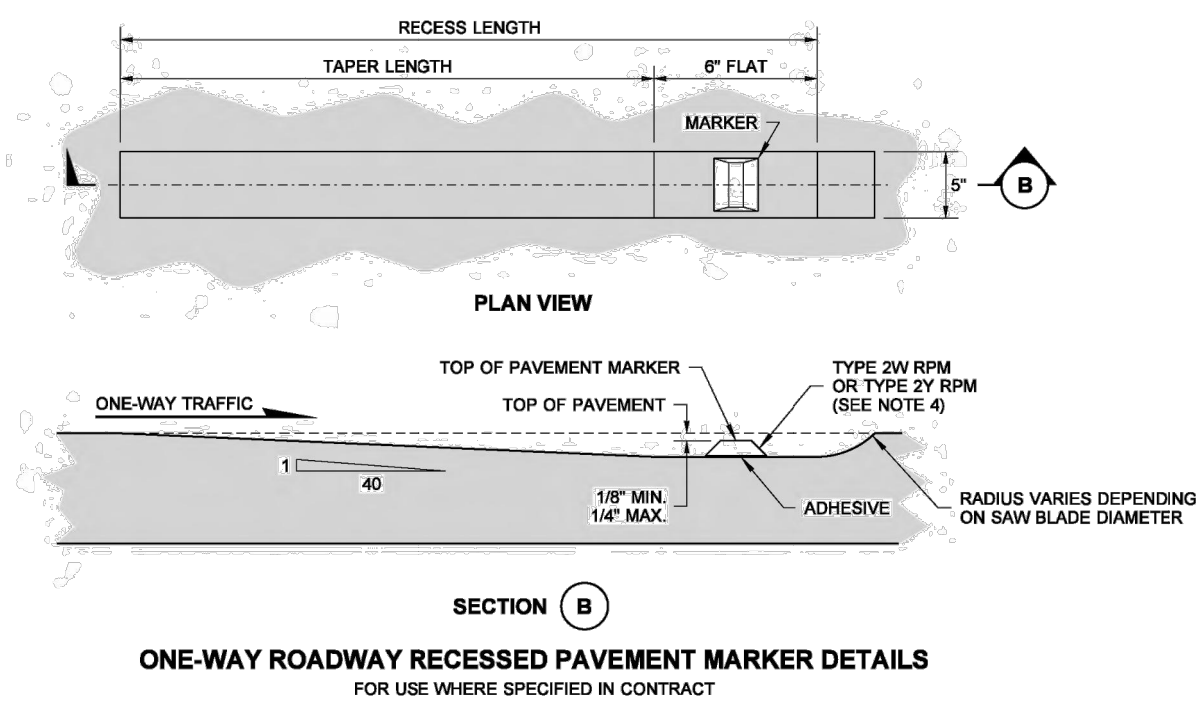 RECESS LENGTH
TAPER LENGTH
6" FLAT
MARKER
5"
B
PLAN VIEW
TOP OF PAVEMENT MARKER
TYPE 2W RPM
OR TYPE 2Y RPM
(SEE NOTE 4)
ONE-WAY TRAFFIC
TOP OF PAVEMENT
1
40
1/8" MIN.
1/4" MAX.
ADHESIVE
RADIUS VARIES DEPENDING
ON SAW BLADE DIAMETER
SECTION B
ONE-WAY ROADWAY RECESSED PAVEMENT MARKER DETAILS
FOR USE WHERE SPECIFIED IN CONTRACT